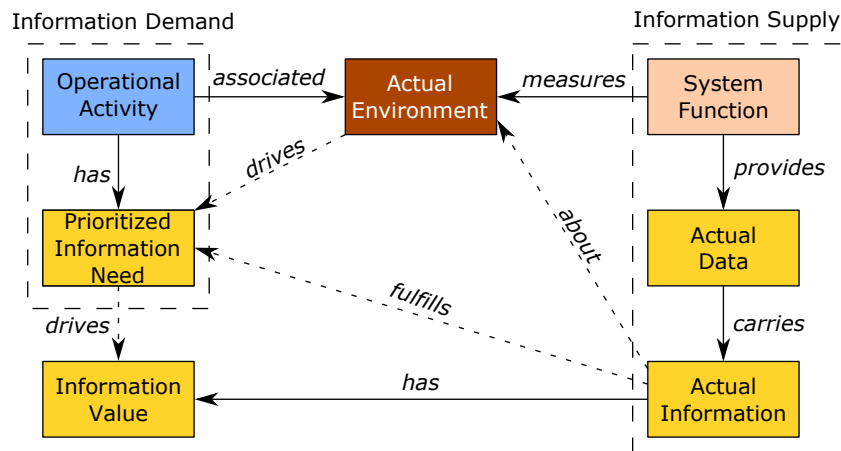 Information Demand
Information Supply
Operational
Activity
associated
Actual
Environment
measures
System
Function
has
drives
provides
Prioritized
Information
Need
about
Actual
Data
fulfills
drives
carries
Information
Value
has
Actual
Information